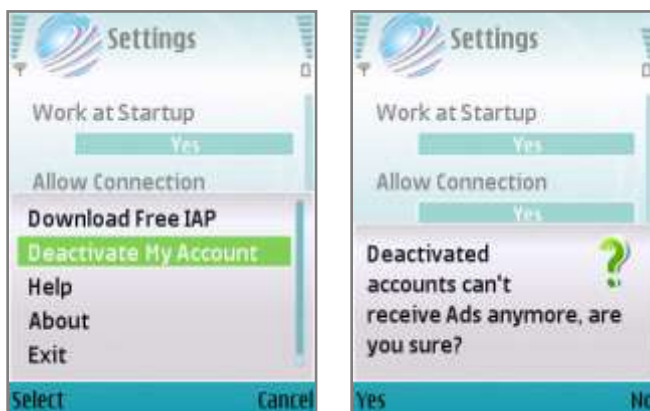 Settings
Work at Startup
Yes
Allow Connection
Download Free IAP
Deactivate My Account
Help
About
Exit
Select Cancel
Settings
Work at Startup
Yes
Allow Connection
Yes
Deactivated
accounts can't
receive Ads anymore, are
you sure?
Yes No